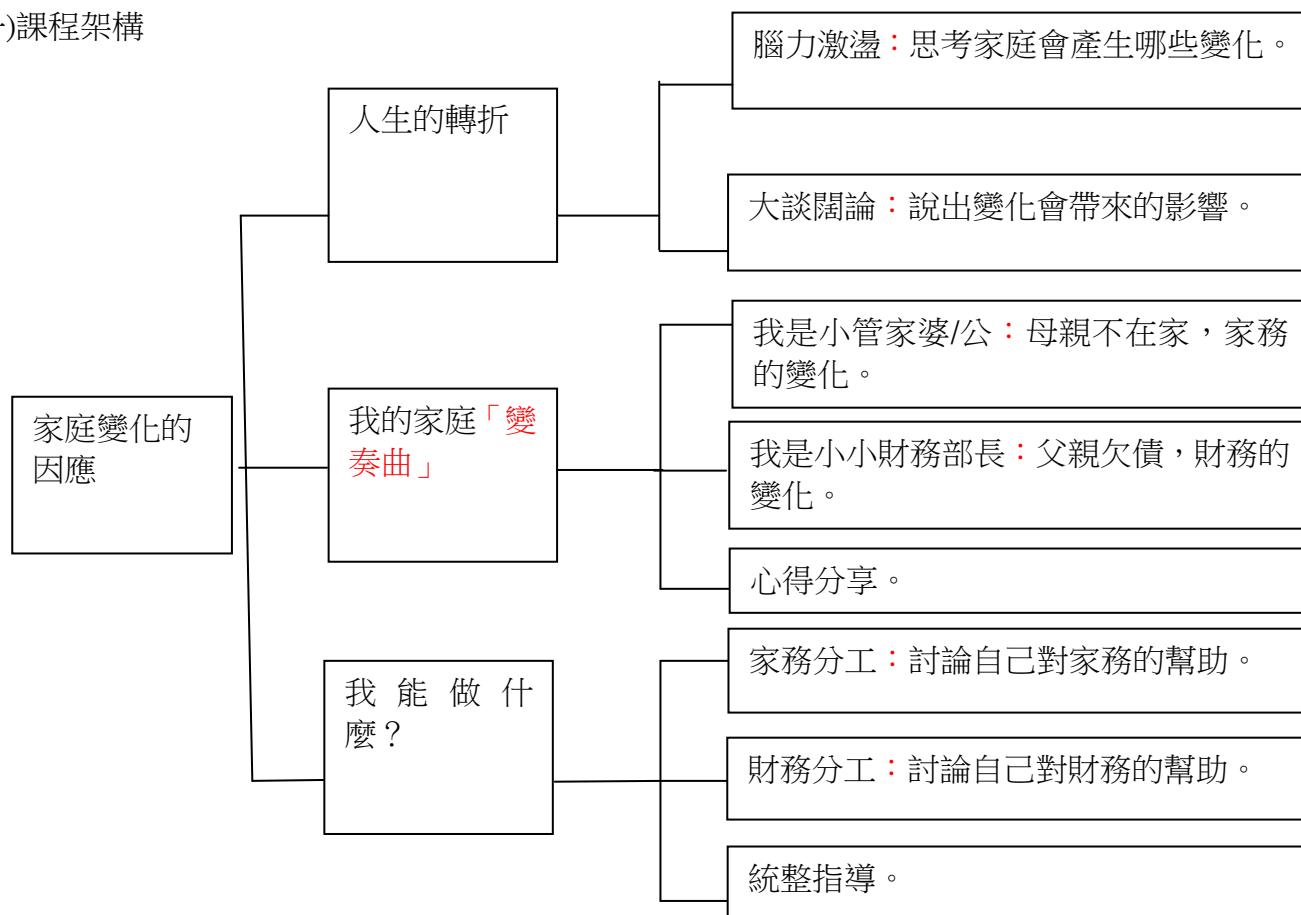 )課程架構
腦力激盪：思考家庭會產生哪些變化。
人生的轉折
大談闊論：說出變化會帶來的影響。
我是小管家婆/公：母親不在家，家務
的變化。
家庭變化的
因應
我的家庭「變
奏曲」
我是小小財務部長：父親欠債，財務的
變化。
心得分享。
家務分工：討論自己對家務的幫助。
我能做什
麼？
財務分工：討論自己對財務的幫助。
統整指導。